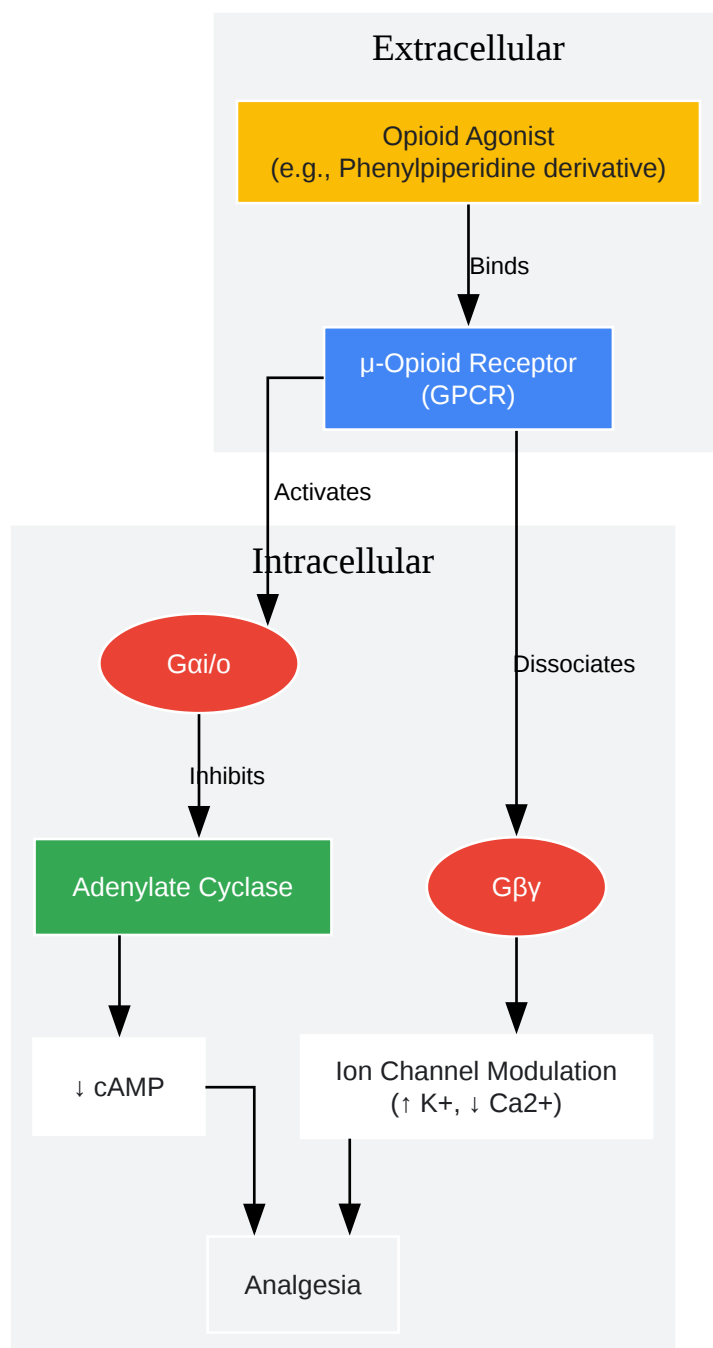 Extracellular
Opioid Agonist
(e.g., Phenylpiperidine derivative)
Binds
μ-Opioid Receptor
(GPCR)
Activates
Intracellular
Gαi/o
Dissociates
Inhibits
Adenylate Cyclase
Gβγ
↓ cAMP
Ion Channel Modulation
(↑ K+, ↓ Ca2+)
Analgesia